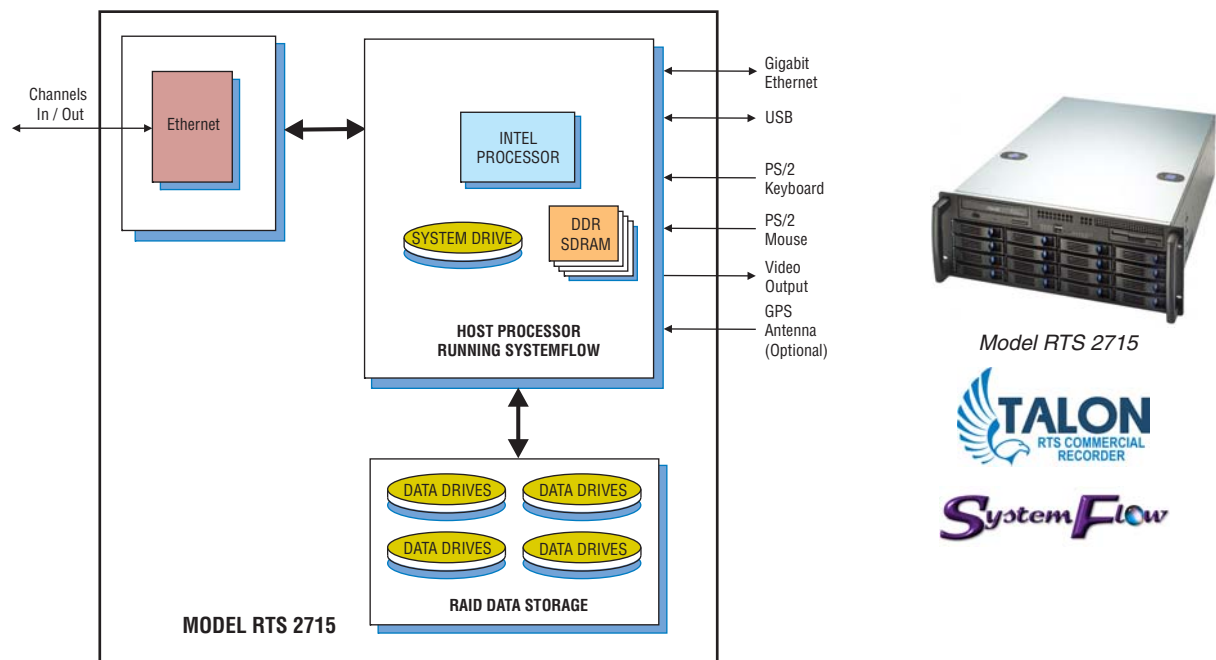 Channels
In / Out
Ethernet
INTEL
PROCESSOR
SYSTEM DRIVE
DDR
SDRAM
HOST PROCESSOR
RUNNING SYSTEMFLOW
Gigabit
Ethernet
USB
PS/2
Keyboard
PS/2
Mouse
Video
Output
GPS
Antenna
(Optional)
DATA DRIVES
DATA DRIVES
DATA DRIVES
DATA DRIVES
RAID DATA STORAGE
MODEL RTS 2715
Model RTS 2715
TALON
RTS COMMERCIAL
RECORDER
SystemFlow